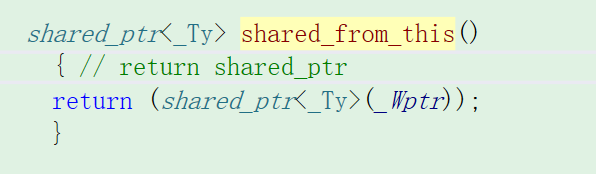 shared_ptr<_Ty> shared_from_this()
{ // return shared_ptr
return (shared_ptr<_Ty>(_Wptr));
}